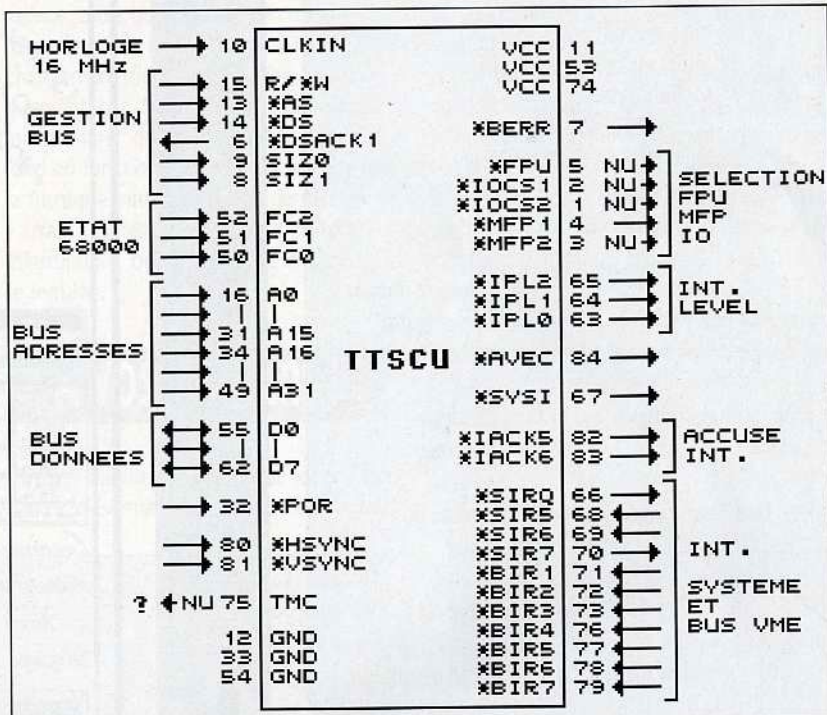 HORLOGE
16 MHz
10 CLKIN
GESTION
BUS
15 R/*W
13 *AS
14 *DS
6 *DSACK1
9 SIZ0
8 SIZ1
ETAT
68000
52 FC2
51 FC1
50 FC0
BUS
ADRESSES
16 A0
31 A15
34 A16
49 A31
BUS
DONNEES
55 D0
62 D7
32 *POR
80 *HSYNC
81 *VSYNC
? NU 75 TMC
12 GND
33 GND
54 GND
TTSCU
VCC 11
VCC 53
VCC 74
*BERR 7
*FPU 5 NU
*IOCS1 2 NU
*IOCS2 1 NU
*MFP1 4
*MFP2 3 NU
SELECTION
FPU
MFP
IO
*IPL2 65
*IPL1 64
*IPL0 63
INT.
LEVEL
*AVEC 84
*SYSI 67
*IACK5 82
*IACK6 83
ACCUSE
INT.
*SIRQ 66
*SIR5 68
*SIR6 69
*SIR7 70
*BIR1 71
*BIR2 72
*BIR3 73
*BIR4 76
*BIR5 77
*BIR6 78
*BIR7 79
INT.
SYSTEME
ET
BUS VME